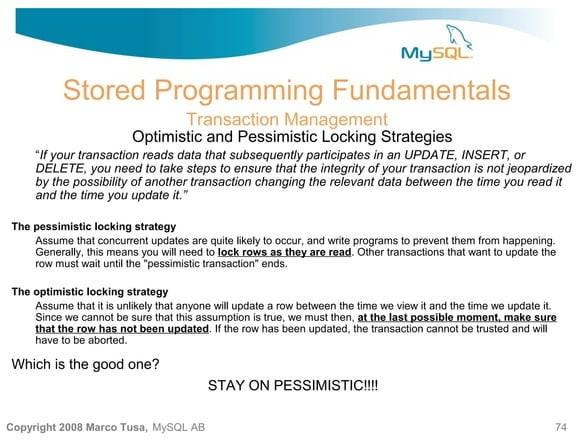 MySQL
Stored Programming Fundamentals
Transaction Management
Optimistic and Pessimistic Locking Strategies
“If your transaction reads data that subsequently participates in an UPDATE, INSERT, or
DELETE, you need to take steps to ensure that the integrity of your transaction is not jeopardized
by the possibility of another transaction changing the relevant data between the time you read it
and the time you update it.”
The pessimistic locking strategy
Assume that concurrent updates are quite likely to occur, and write programs to prevent them from happening.
Generally, this means you will need to lock rows as they are read. Other transactions that want to update the
row must wait until the "pessimistic transaction" ends.
The optimistic locking strategy
Assume that it is unlikely that anyone will update a row between the time we view it and the time we update it.
Since we cannot be sure that this assumption is true, we must then, at the last possible moment, make sure
that the row has not been updated. If the row has been updated, the transaction cannot be trusted and will
have to be aborted.
Which is the good one?
STAY ON PESSIMISTIC!!!!
Copyright 2008 Marco Tusa, MySQL AB 74